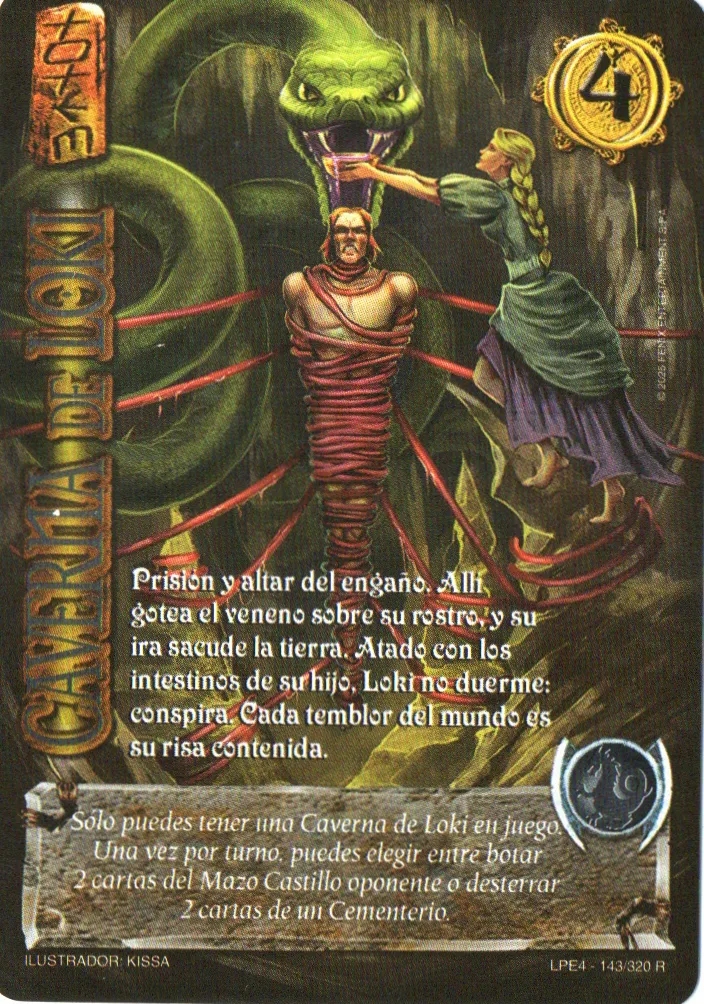 4
CAVERNA DE LOKI
© 2025 FENIX ENTERTAINMENT S.P.A
Prisión y altar del engaño. Allí
gotea el veneno sobre su rostro, y su
ira sacude la tierra. Atado con los
intestinos de su hijo, Loki no duerme:
conspira. Cada temblor del mundo es
su risa contenida.
Sólo puedes tener una Caverna de Loki en juego.
Una vez por turno, puedes elegir entre botar
2 cartas del Mazo Castillo oponente o desterrar
2 cartas de un Cementerio.
ILUSTRADOR: KISSA
LPE4 - 143/320 R